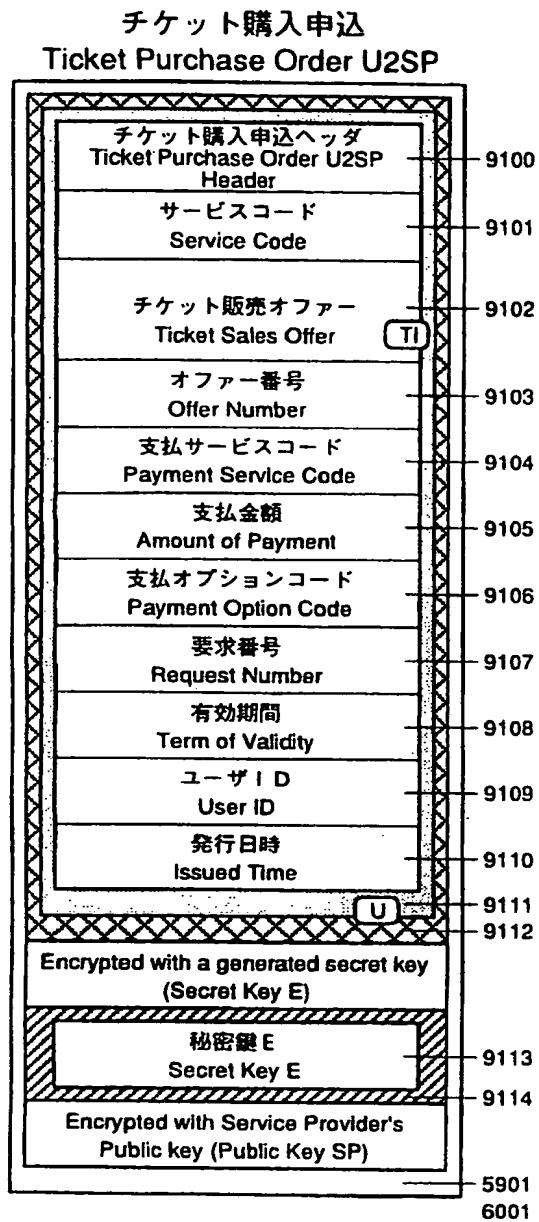 チケット購入申込
Ticket Purchase Order U2SP
チケット購入申込ヘッダ
Ticket Purchase Order U2SP
Header
9100
サービスコード
Service Code
9101
チケット販売オファー
Ticket Sales Offer
TI
9102
オファー番号
Offer Number
9103
支払サービスコード
Payment Service Code
9104
支払金額
Amount of Payment
9105
支払オプションコード
Payment Option Code
9106
要求番号
Request Number
9107
有効期間
Term of Validity
9108
ユーザID
User ID
9109
発行日時
Issued Time
9110
U
9111
9112
Encrypted with a generated secret key
(Secret Key E)
秘密鍵E
Secret Key E
9113
9114
Encrypted with Service Provider's
Public key (Public Key SP)
5901
6001